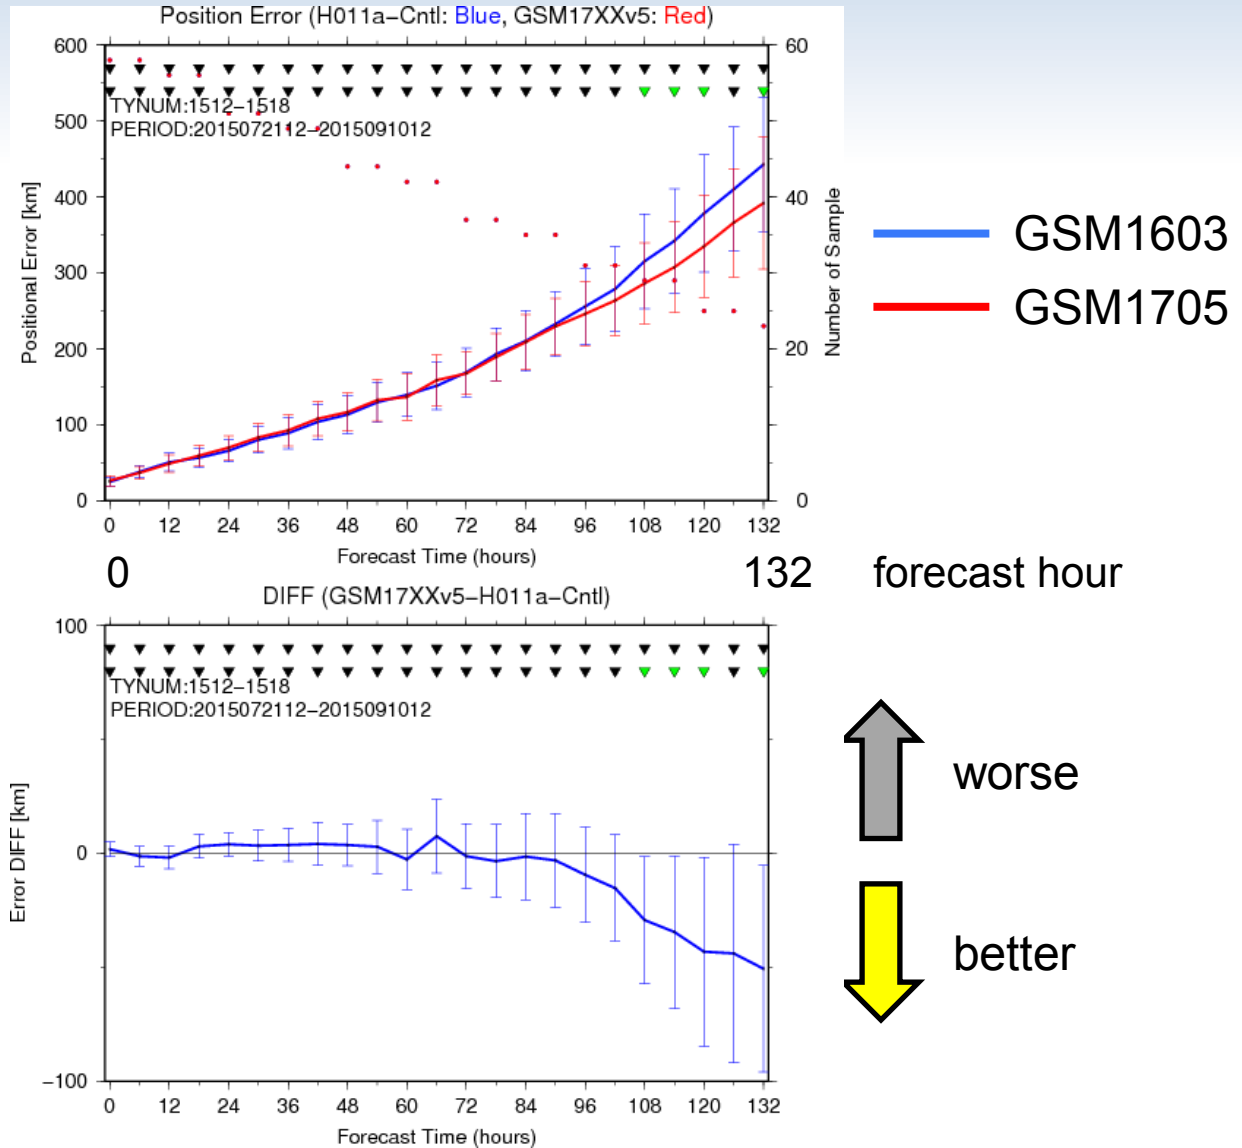 Position Error (H011a-Cntl: Blue, GSM17XXv5: Red)
600
500
400
300
200
100
0
Positional Error [km]
TYNUM:1512-1518
PERIOD:2015072112-2015091012
60
40
20
0
Number of Sample
0 12 24 36 48 60 72 84 96 108 120 132
Forecast Time (hours)
GSM1603
GSM1705
0 132 forecast hour
DIFF (GSM17XXv5-H011a-Cntl)
100
0
-100
Error DIFF [km]
TYNUM:1512-1518
PERIOD:2015072112-2015091012
0 12 24 36 48 60 72 84 96 108 120 132
Forecast Time (hours)
worse
better